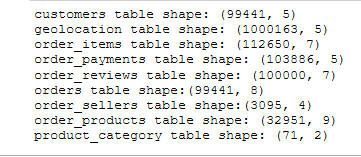 customers table shape: (99441, 5)
geolocation table shape: (1000163, 5)
order_items table shape: (112650, 7)
order_payments table shape: (103886, 5)
order_reviews table shape: (100000, 7)
orders table shape:(99441, 8)
order_sellers table shape:(3095, 4)
order_products table shape: (32951, 9)
product_category table shape: (71, 2)